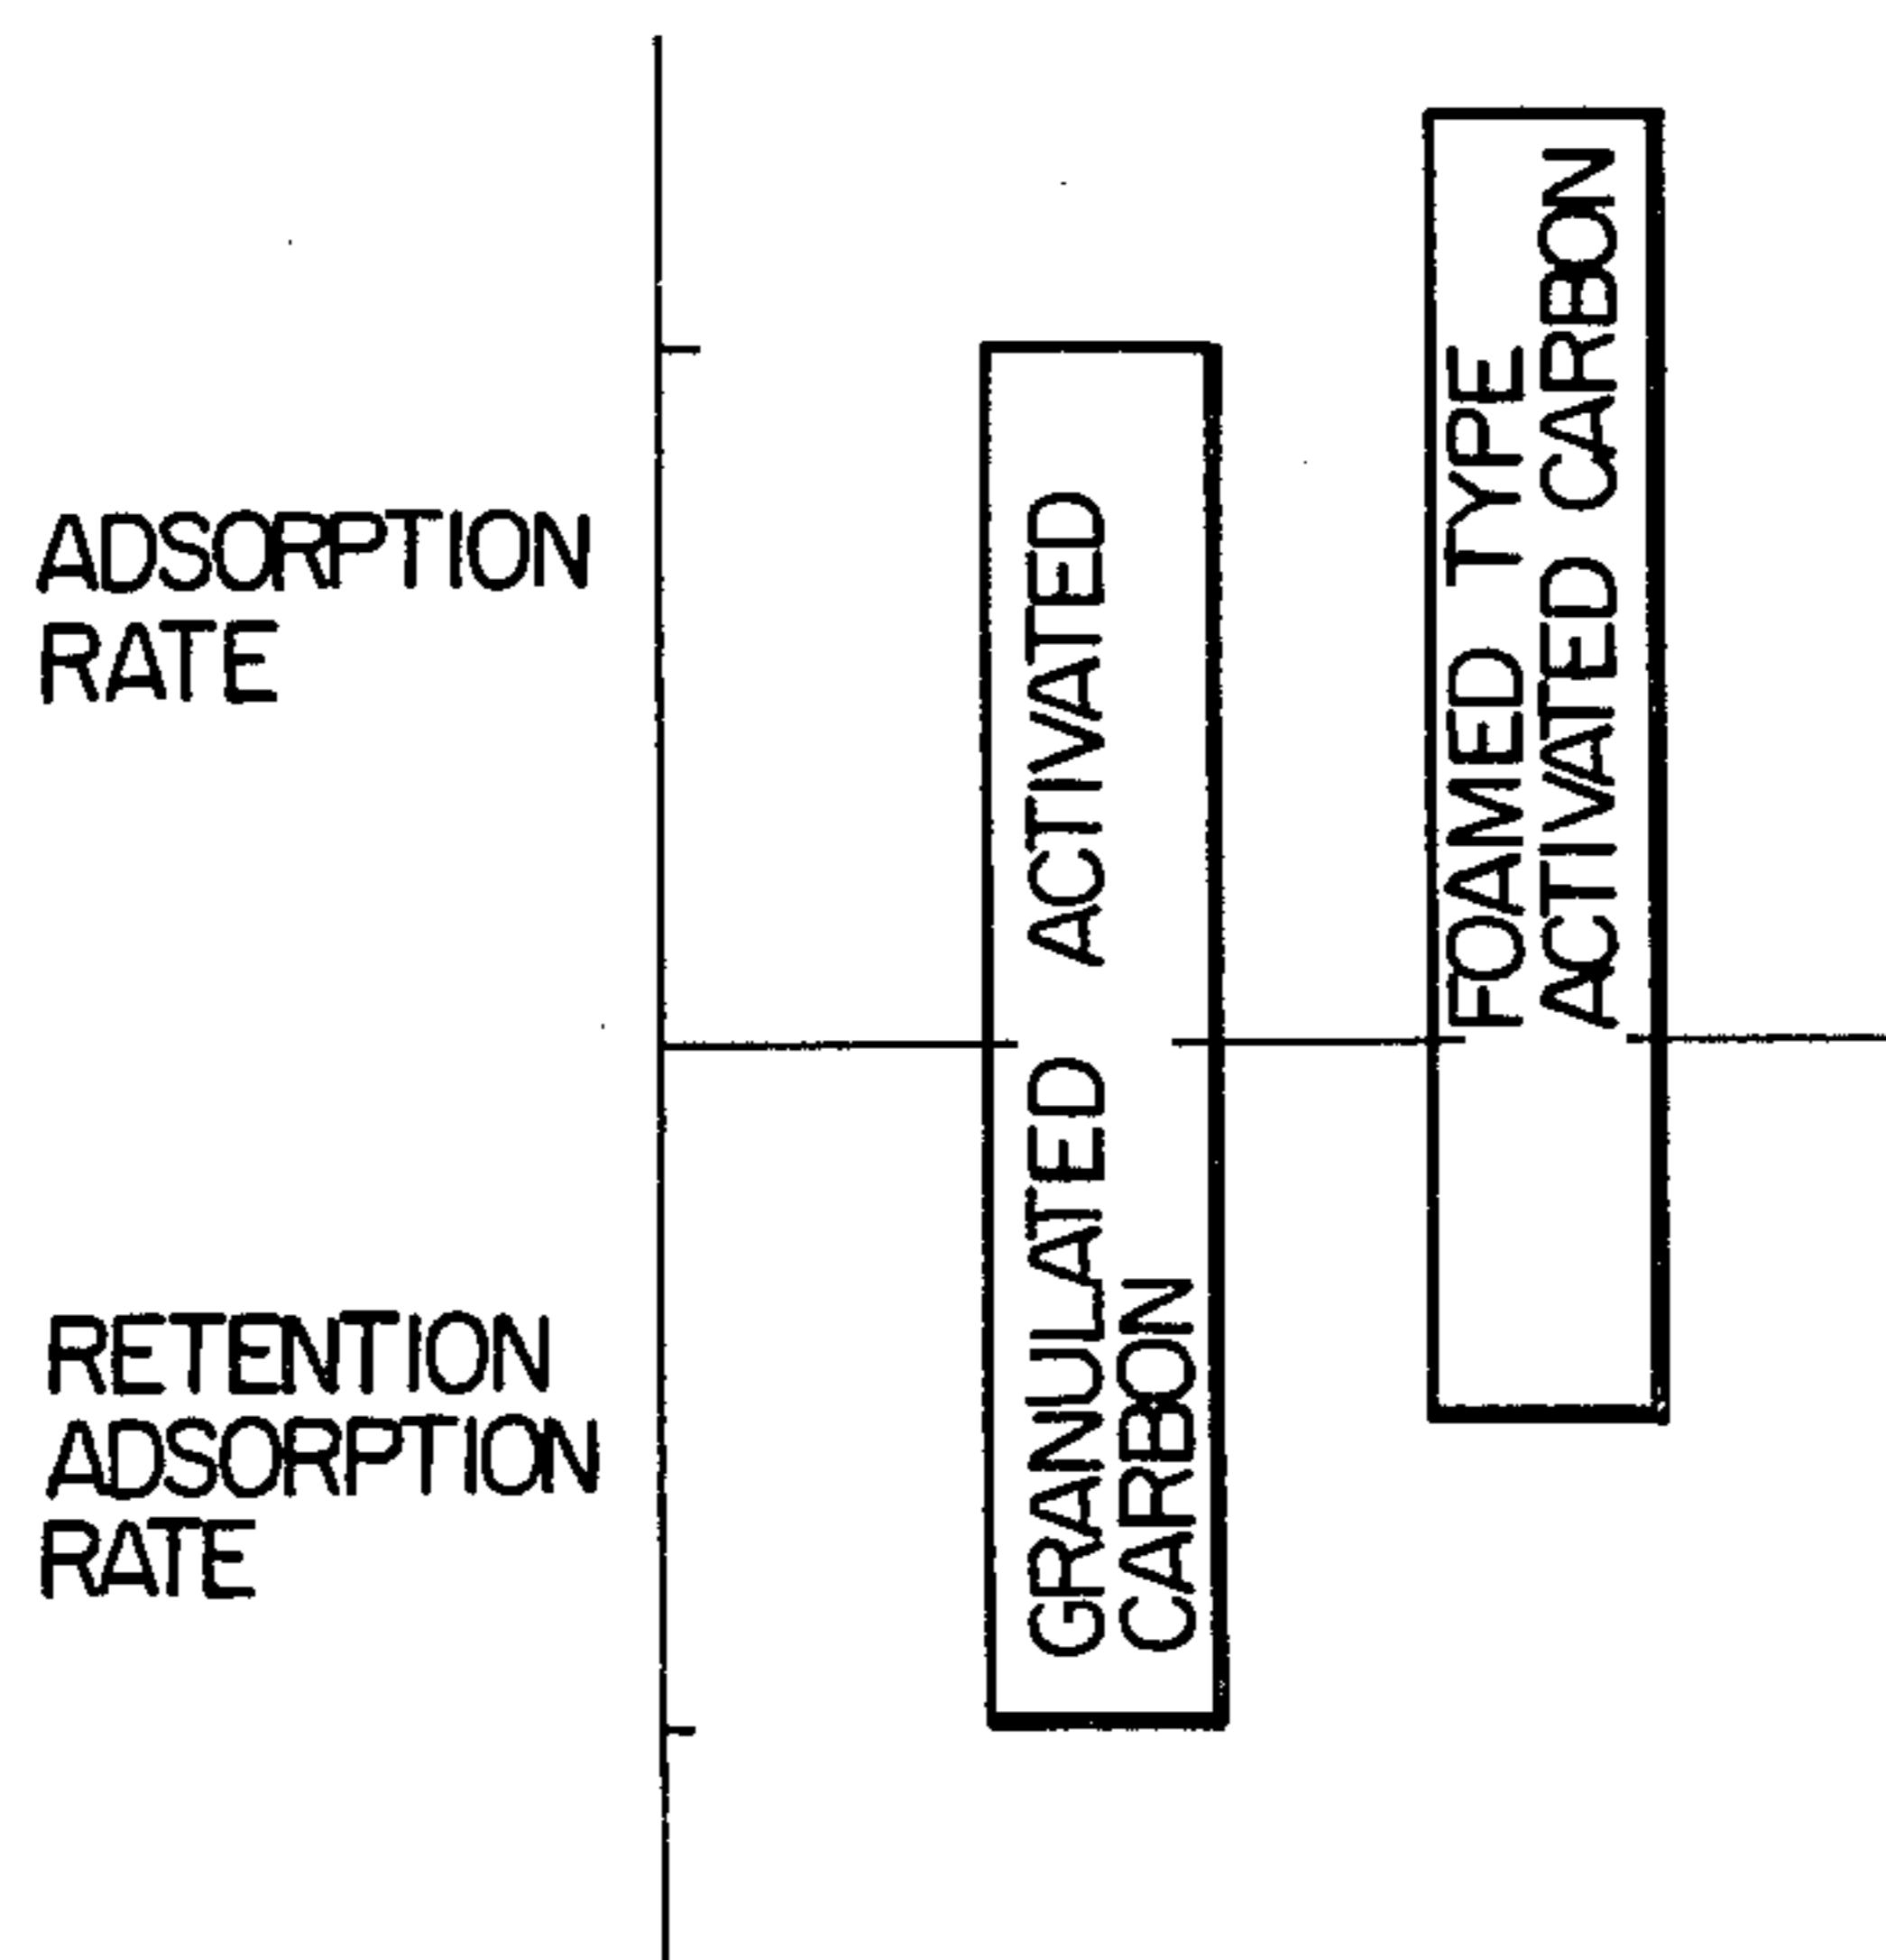 ADSORPTION
RATE
RETENTION
ADSORPTION
RATE
GRANULATED ACTIVATED
CARBON
FOAMED TYPE
ACTIVATED CARBON